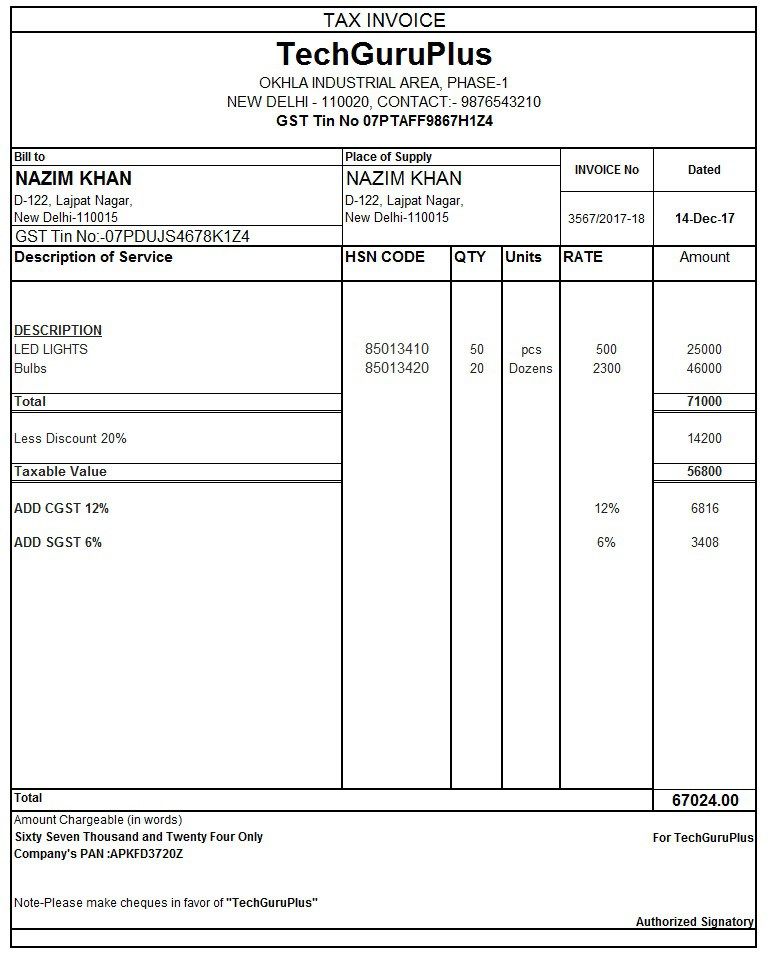 TAX INVOICE
TechGuruPlus
OKHLA INDUSTRIAL AREA, PHASE-1
NEW DELHI - 110020, CONTACT:- 9876543210
GST Tin No 07PTAFF9867H1Z4
Bill to Place of Supply INVOICE No Dated
NAZIM KHAN NAZIM KHAN
D-122, Lajpat Nagar, D-122, Lajpat Nagar,
New Delhi-110015 New Delhi-110015 3567/2017-18 14-Dec-17
GST Tin No:-07PDUJS4678K1Z4
Description of Service HSN CODE QTY Units RATE Amount
DESCRIPTION
LED LIGHTS 85013410 50 pcs 500 25000
Bulbs 85013420 20 Dozens 2300 46000
Total 71000
Less Discount 20% 14200
Taxable Value 56800
ADD CGST 12% 12% 6816
ADD SGST 6% 6% 3408
Total 67024.00
Amount Chargeable (in words)
Sixty Seven Thousand and Twenty Four Only For TechGuruPlus
Company's PAN :APKFD3720Z
Note-Please make cheques in favor of "TechGuruPlus"
Authorized Signatory